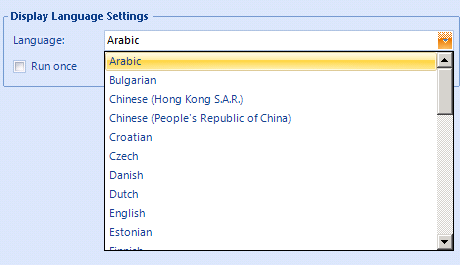 Display Language Settings
Language: Arabic
Run once
Arabic
Bulgarian
Chinese (Hong Kong S.A.R.)
Chinese (People's Republic of China)
Croatian
Czech
Danish
Dutch
English
Estonian
Finnish